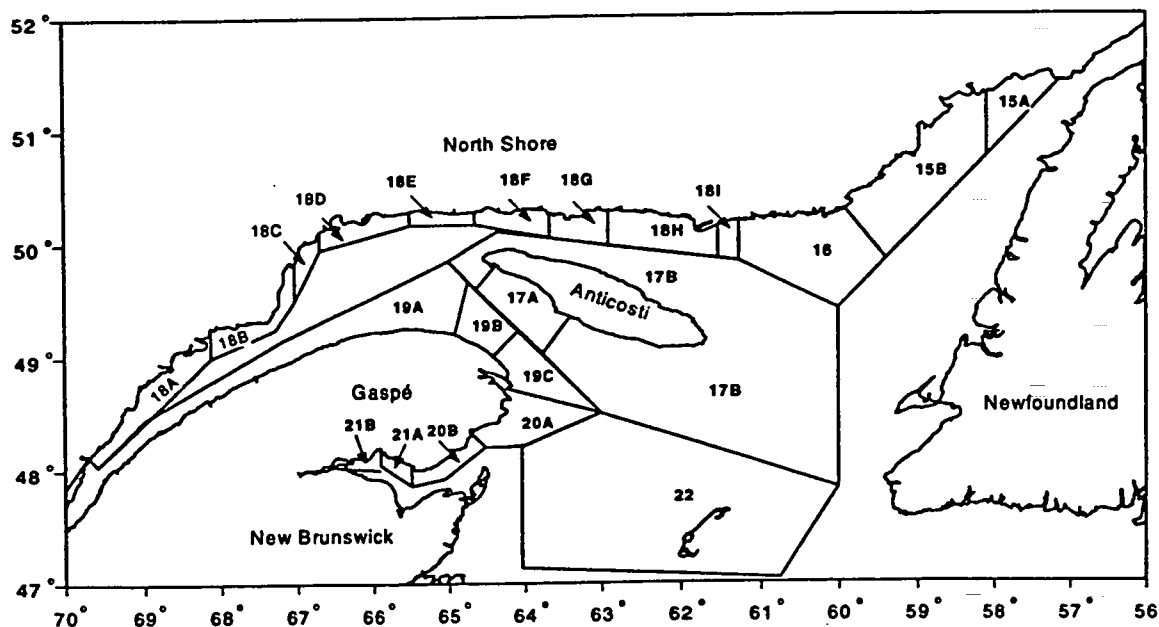 52°
51°
50°
49°
48°
47°
North Shore
15A
15B
18I
18G
18F
18E
18D
18C
18H
16
17B
Anticosti
17A
19A
19B
18B
18A
19C
17B
Gaspé
Newfoundland
20A
20B
21A
21B
22
New Brunswick
70° 69° 68° 67° 66° 65° 64° 63° 62° 61° 60° 59° 58° 57° 56°